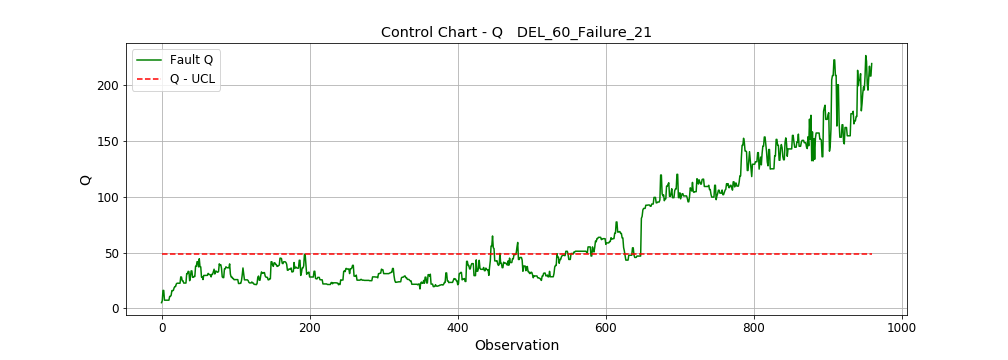 Control Chart - Q   DEL_60_Failure_21
Fault Q
Q - UCL
Q
200
150
100
50
0
0
200
400
600
800
1000
Observation